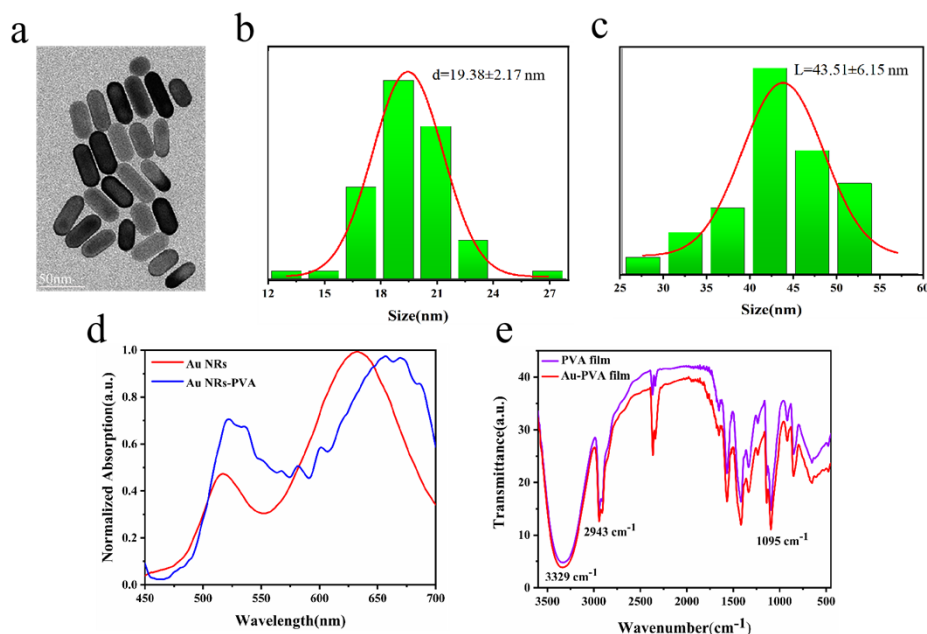 a
50nm
b
d=19.38±2.17 nm
12 15 18 21 24 27
Size(nm)
c
L=43.51±6.15 nm
25 30 35 40 45 50 55 60
Size(nm)
d
Au NRs
Au NRs-PVA
1.0
0.8
0.6
0.4
0.2
0.0
Normalized Absorption(a.u.)
450 500 550 600 650 700
Wavelength(nm)
e
PVA film
Au-PVA film
40
30
20
10
0
Transmittance(a.u.)
2943 cm⁻¹
1095 cm⁻¹
3329 cm⁻¹
3500 3000 2500 2000 1500 1000 500
Wavenumber(cm⁻¹)